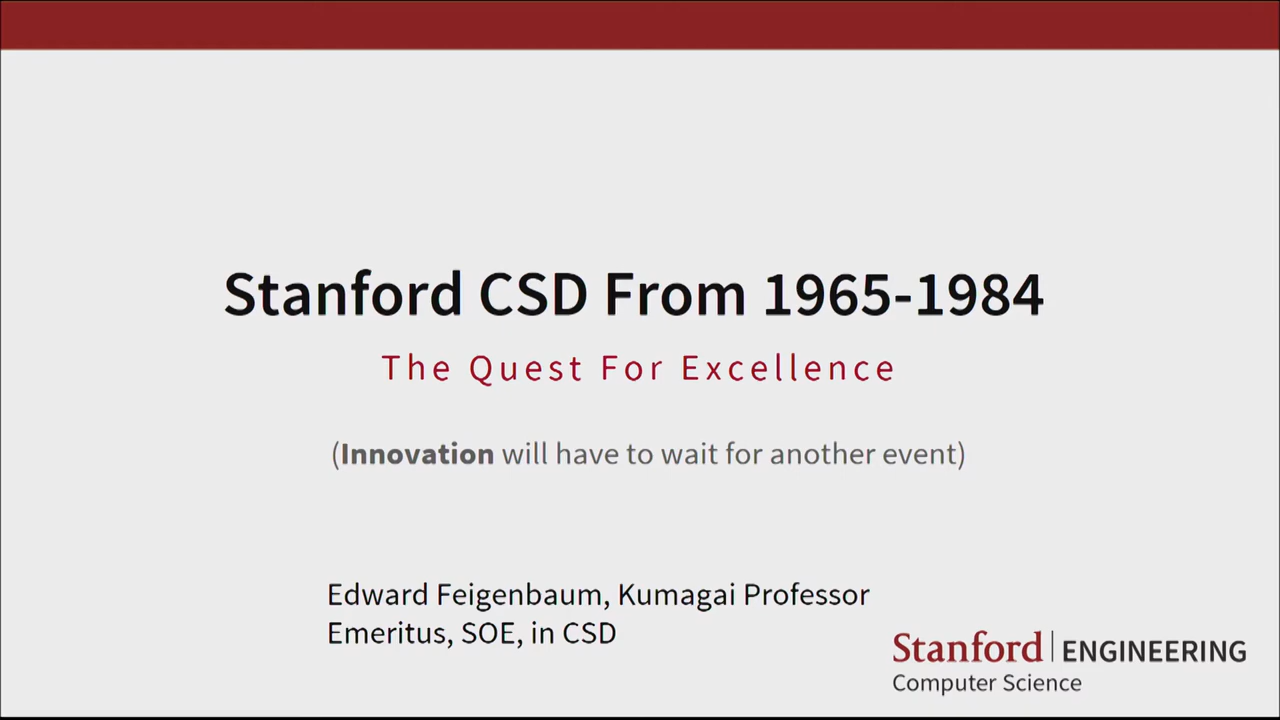 Stanford CSD From 1965-1984
The Quest For Excellence
(Innovation will have to wait for another event)
Edward Feigenbaum, Kumagai Professor
Emeritus, SOE, in CSD
Stanford | ENGINEERING
Computer Science